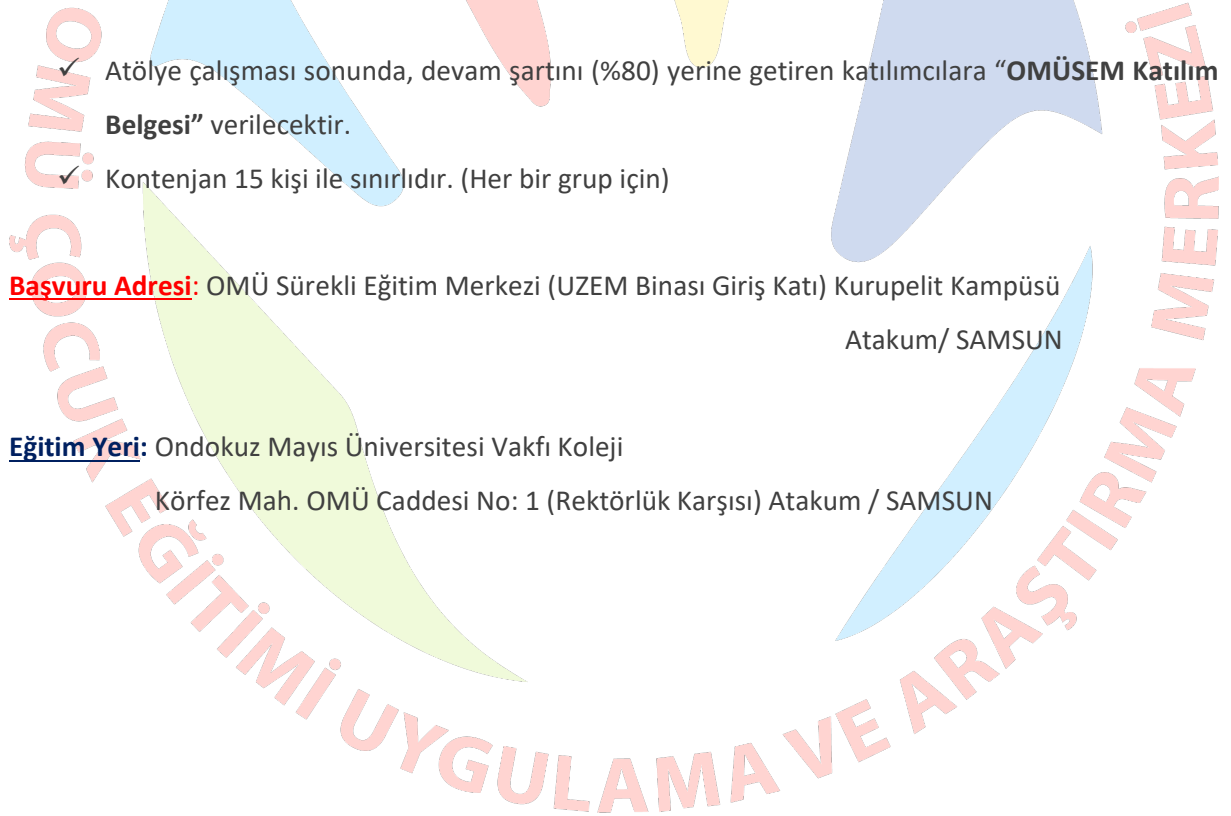 ✓ Atölye çalışması sonunda, devam şartını (%80) yerine getiren katılımcılara “OMÜSEM Katılım
Belgesi” verilecektir.
✓ Kontenjan 15 kişi ile sınırlıdır. (Her bir grup için)
Başvuru Adresi: OMÜ Sürekli Eğitim Merkezi (UZEM Binası Giriş Katı) Kurupelit Kampüsü
Atakum/ SAMSUN
Eğitim Yeri: Ondokuz Mayıs Üniversitesi Vakfı Koleji
Körfez Mah. OMÜ Caddesi No: 1 (Rektörlük Karşısı) Atakum / SAMSUN
OMÜ ÇOCUK EĞİTİMİ UYGULAMA VE ARAŞTIRMA MERKEZİ